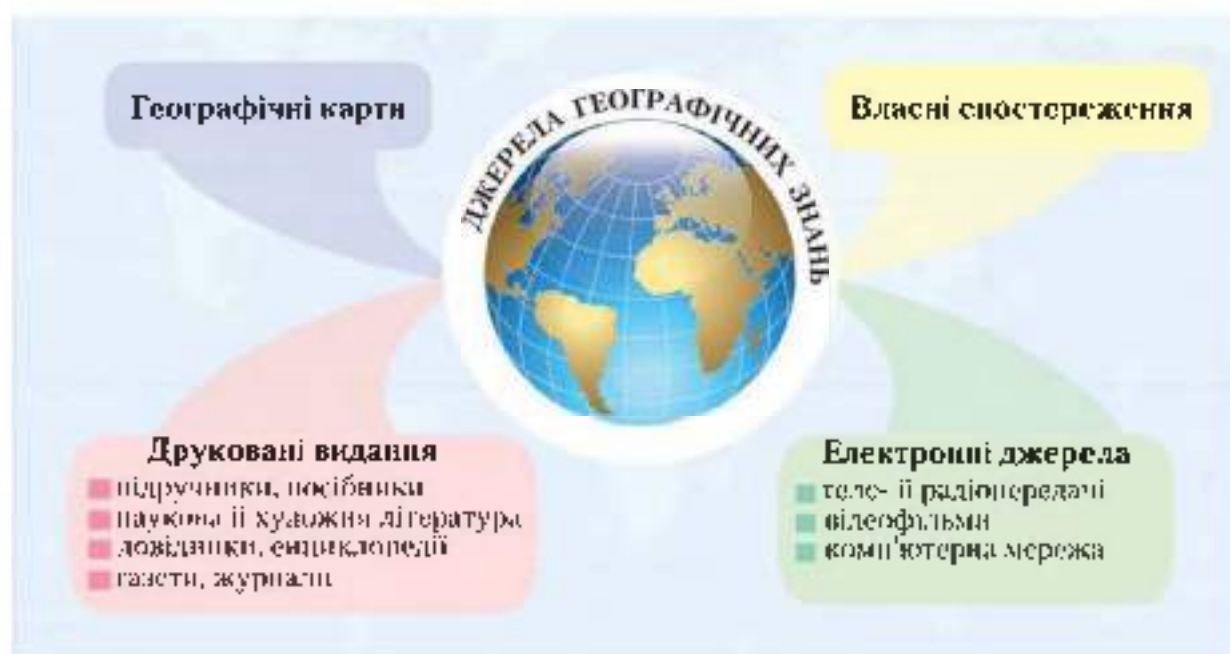 ДЖЕРЕЛА ГЕОГРАФІЧНИХ ЗНАНЬ
Географічні карти
Власні спостереження
Друковані видання
підручники, посібники
наукова й художня література
довідники, енциклопедії
газети, журнали
Електронні джерела
теле- й радіопередачі
відеофільми
комп'ютерна мережа